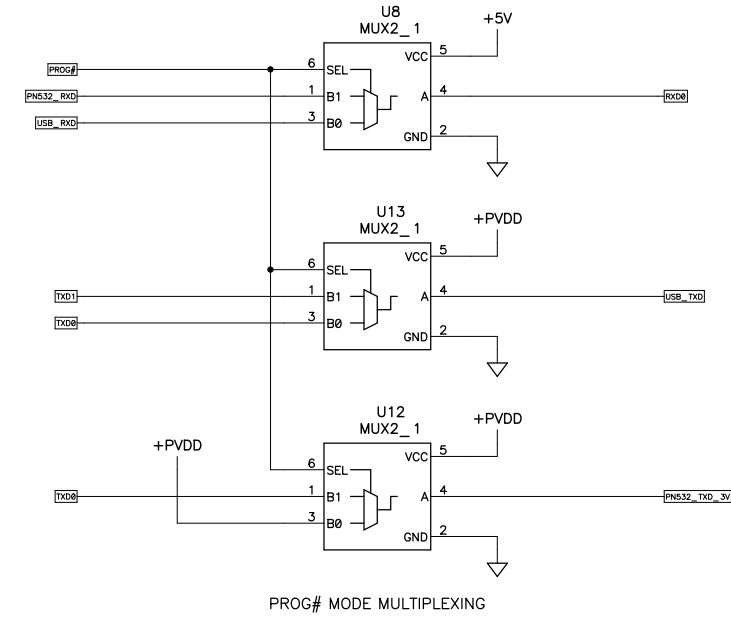 U8
MUX2_1
+5V
PROG#
6 SEL
VCC 5
PN532_RXD
1 B1
A 4
RXD0
USB_RXD
3 B0
GND 2
U13
MUX2_1
+PVDD
6 SEL
VCC 5
TXD1
1 B1
A 4
USB_TXD
TXD0
3 B0
GND 2
U12
MUX2_1
+PVDD
+PVDD
6 SEL
VCC 5
TXD0
1 B1
A 4
PN532_TXD_3V
3 B0
GND 2
PROG# MODE MULTIPLEXING